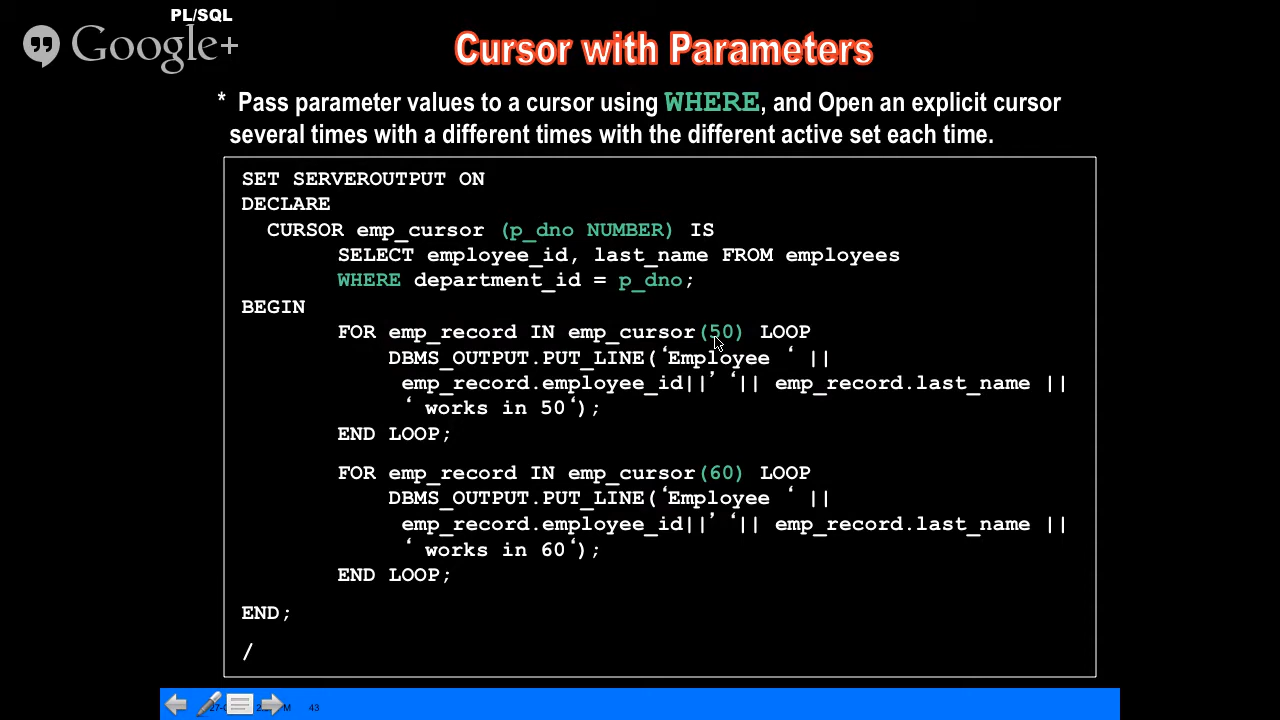 PL/SQL
Google+
Cursor with Parameters
* Pass parameter values to a cursor using WHERE, and Open an explicit cursor
several times with a different times with the different active set each time.
SET SERVEROUTPUT ON
DECLARE
CURSOR emp_cursor (p_dno NUMBER) IS
SELECT employee_id, last_name FROM employees
WHERE department_id = p_dno;
BEGIN
FOR emp_record IN emp_cursor(50) LOOP
DBMS_OUTPUT.PUT_LINE(‘Employee ‘ ||
emp_record.employee_id||’ ‘|| emp_record.last_name ||
‘ works in 50‘);
END LOOP;
FOR emp_record IN emp_cursor(60) LOOP
DBMS_OUTPUT.PUT_LINE(‘Employee ‘ ||
emp_record.employee_id||’ ‘|| emp_record.last_name ||
‘ works in 60‘);
END LOOP;
END;
/
43